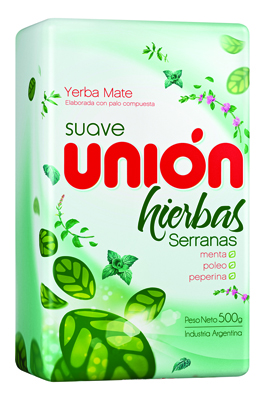 Yerba Mate
Elaborada con palo compuesta
suave
unión
hierbas
Serranas
menta
poleo
peperina
Peso Neto 500g
Industria Argentina